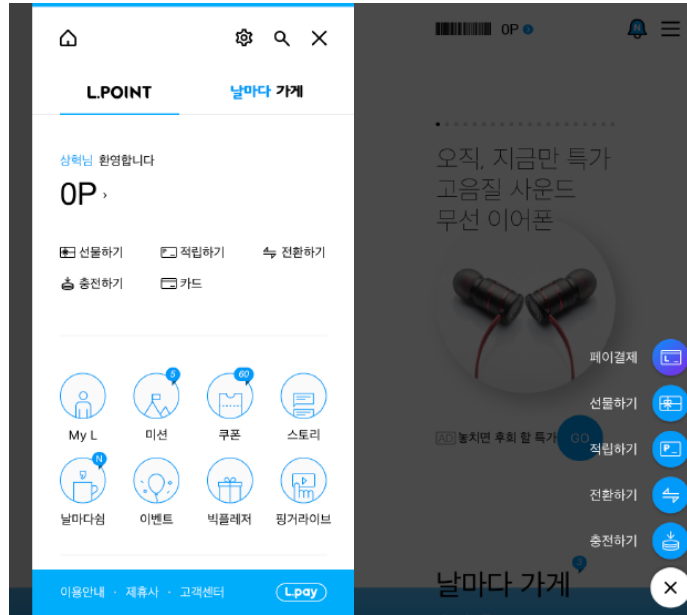 L.POINT 날마다 가게
상혁님 환영합니다
0P ›
선물하기 적립하기 전환하기
충전하기 카드
5 60
My L 미션 쿠폰 스토리
N
날마다쉼 이벤트 빅플레저 핑거라이브
이용안내 · 제휴사 · 고객센터 L.pay
0P N
오직, 지금만 특가
고음질 사운드
무선 이어폰
AD 놓치면 후회 할 특가 GO
페이결제
선물하기
적립하기
전환하기
충전하기
날마다 가게 3